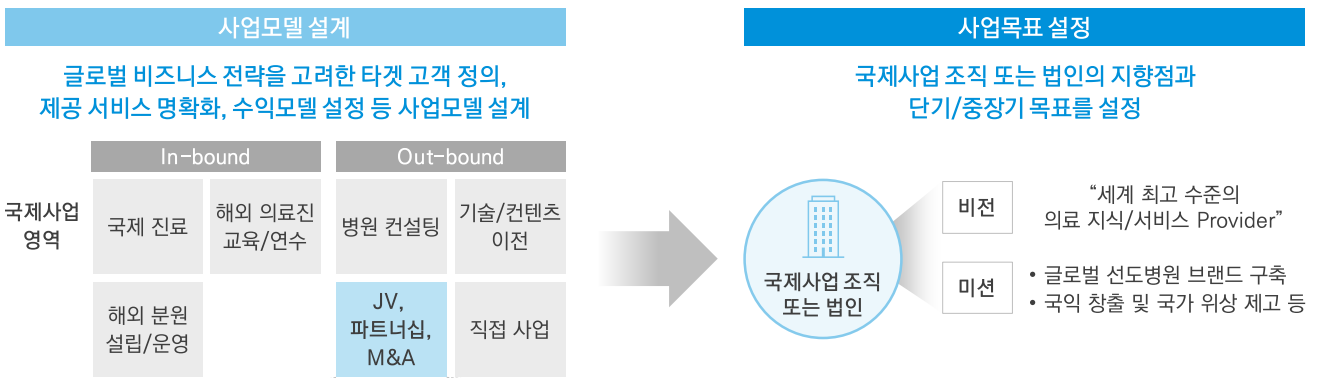 사업모델 설계
글로벌 비즈니스 전략을 고려한 타겟 고객 정의,
제공 서비스 명확화, 수익모델 설정 등 사업모델 설계
In-bound
Out-bound
국제사업
영역
국제 진료
해외 의료진
교육/연수
병원 컨설팅
기술/컨텐츠
이전
해외 분원
설립/운영
JV,
파트너십,
M&A
직접 사업
사업목표 설정
국제사업 조직 또는 법인의 지향점과
단기/중장기 목표를 설정
국제사업 조직
또는 법인
비전
“세계 최고 수준의
의료 지식/서비스 Provider”
미션
• 글로벌 선도병원 브랜드 구축
• 국익 창출 및 국가 위상 제고 등